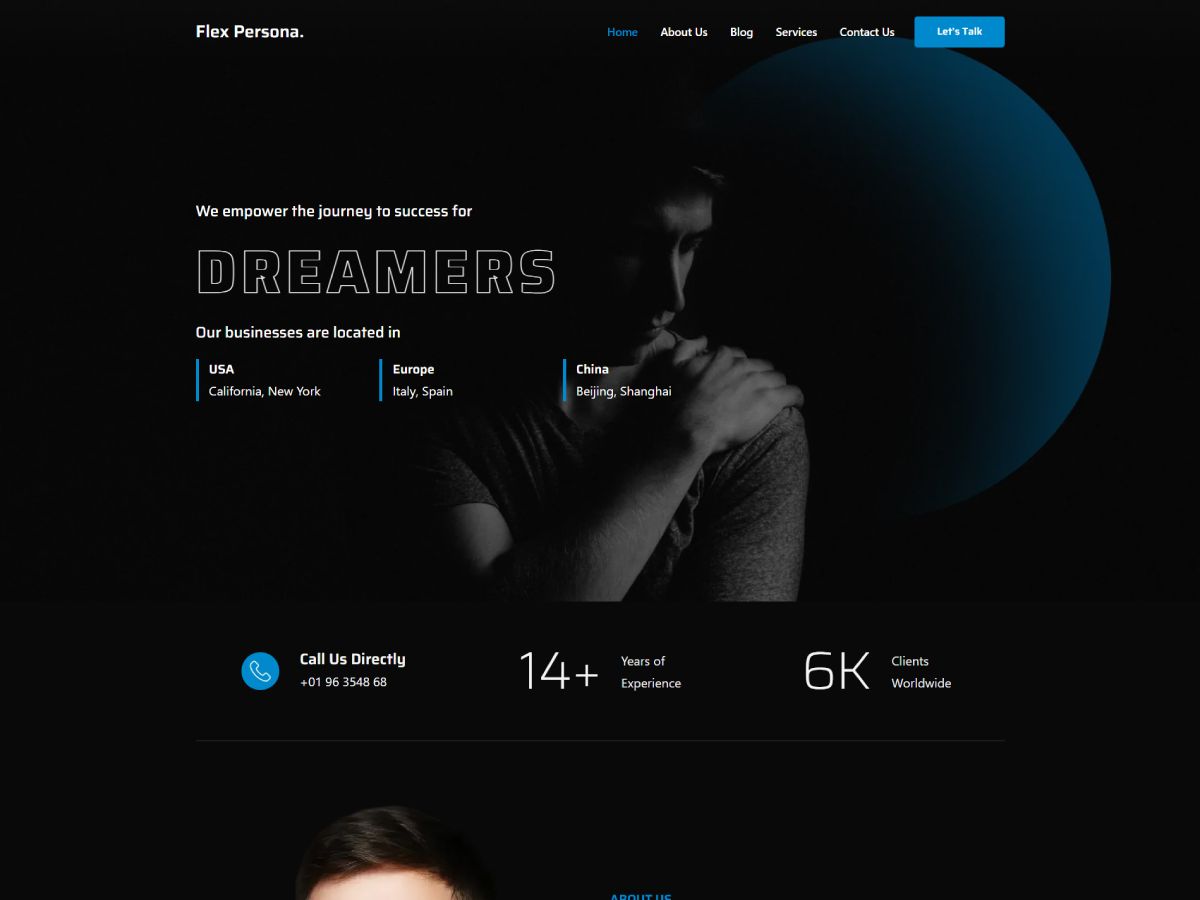 Flex Persona.
Home About Us Blog Services Contact Us Let's Talk
We empower the journey to success for
DREAMERS
Our businesses are located in
USA Europe China
California, New York Italy, Spain Beijing, Shanghai
Call Us Directly
+01 96 3548 68
14+
Years of
Experience
6K
Clients
Worldwide
ABOUT US